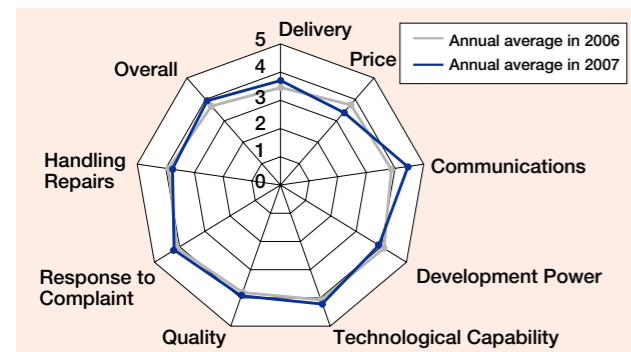 Delivery
Price
Communications
Development Power
Technological Capability
Quality
Response to
Complaint
Handling
Repairs
Overall
5
4
3
2
1
0
Annual average in 2006
Annual average in 2007